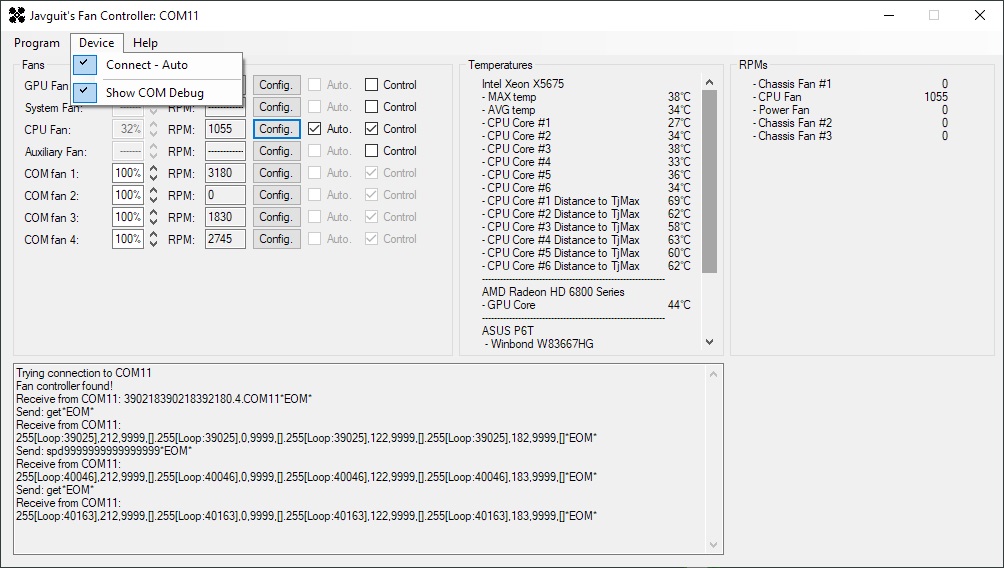 Javguit's Fan Controller: COM11
Program Device Help
Connect - Auto
Show COM Debug
Fans
GPU Fan: Config. Auto. Control
System Fan: ------- RPM: ------------ Config. Auto. Control
CPU Fan: 32% RPM: 1055 Config. Auto. Control
Auxiliary Fan: ------- RPM: ------------ Config. Auto. Control
COM fan 1: 100% RPM: 3180 Config. Auto. Control
COM fan 2: 100% RPM: 0 Config. Auto. Control
COM fan 3: 100% RPM: 1830 Config. Auto. Control
COM fan 4: 100% RPM: 2745 Config. Auto. Control
Temperatures
Intel Xeon X5675
- MAX temp 38°C
- AVG temp 34°C
- CPU Core #1 27°C
- CPU Core #2 34°C
- CPU Core #3 38°C
- CPU Core #4 33°C
- CPU Core #5 36°C
- CPU Core #6 34°C
- CPU Core #1 Distance to TjMax 69°C
- CPU Core #2 Distance to TjMax 62°C
- CPU Core #3 Distance to TjMax 58°C
- CPU Core #4 Distance to TjMax 63°C
- CPU Core #5 Distance to TjMax 60°C
- CPU Core #6 Distance to TjMax 62°C
AMD Radeon HD 6800 Series
- GPU Core 44°C
ASUS P6T
- Winbond W83667HG
RPMs
- Chassis Fan #1 0
- CPU Fan 1055
- Power Fan 0
- Chassis Fan #2 0
- Chassis Fan #3 0
Trying connection to COM11
Fan controller found!
Receive from COM11: 390218390218392180.4.COM11*EOM*
Send: get*EOM*
Receive from COM11:
255[Loop:39025],212,9999,[].255[Loop:39025],0,9999,[].255[Loop:39025],122,9999,[].255[Loop:39025],182,9999,[]*EOM*
Send: spd9999999999999999*EOM*
Receive from COM11:
255[Loop:40046],212,9999,[].255[Loop:40046],0,9999,[].255[Loop:40046],122,9999,[].255[Loop:40046],183,9999,[]*EOM*
Send: get*EOM*
Receive from COM11:
255[Loop:40163],212,9999,[].255[Loop:40163],0,9999,[].255[Loop:40163],122,9999,[].255[Loop:40163],183,9999,[]*EOM*